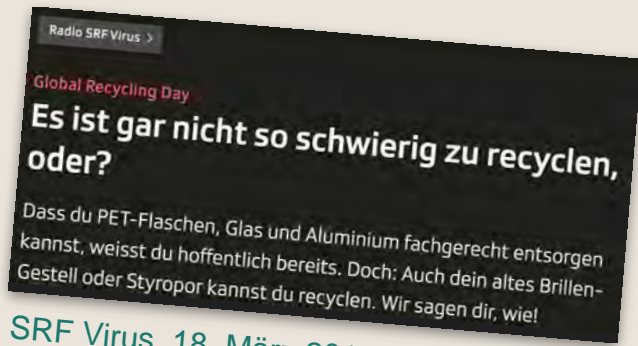 Radio SRF Virus >
Global Recycling Day
Es ist gar nicht so schwierig zu recyclen,
oder?
Dass du PET-Flaschen, Glas und Aluminium fachgerecht entsorgen
kannst, weisst du hoffentlich bereits. Doch: Auch dein altes Brillen-
Gestell oder Styropor kannst du recyclen. Wir sagen dir, wie!
SRF Virus, 18.